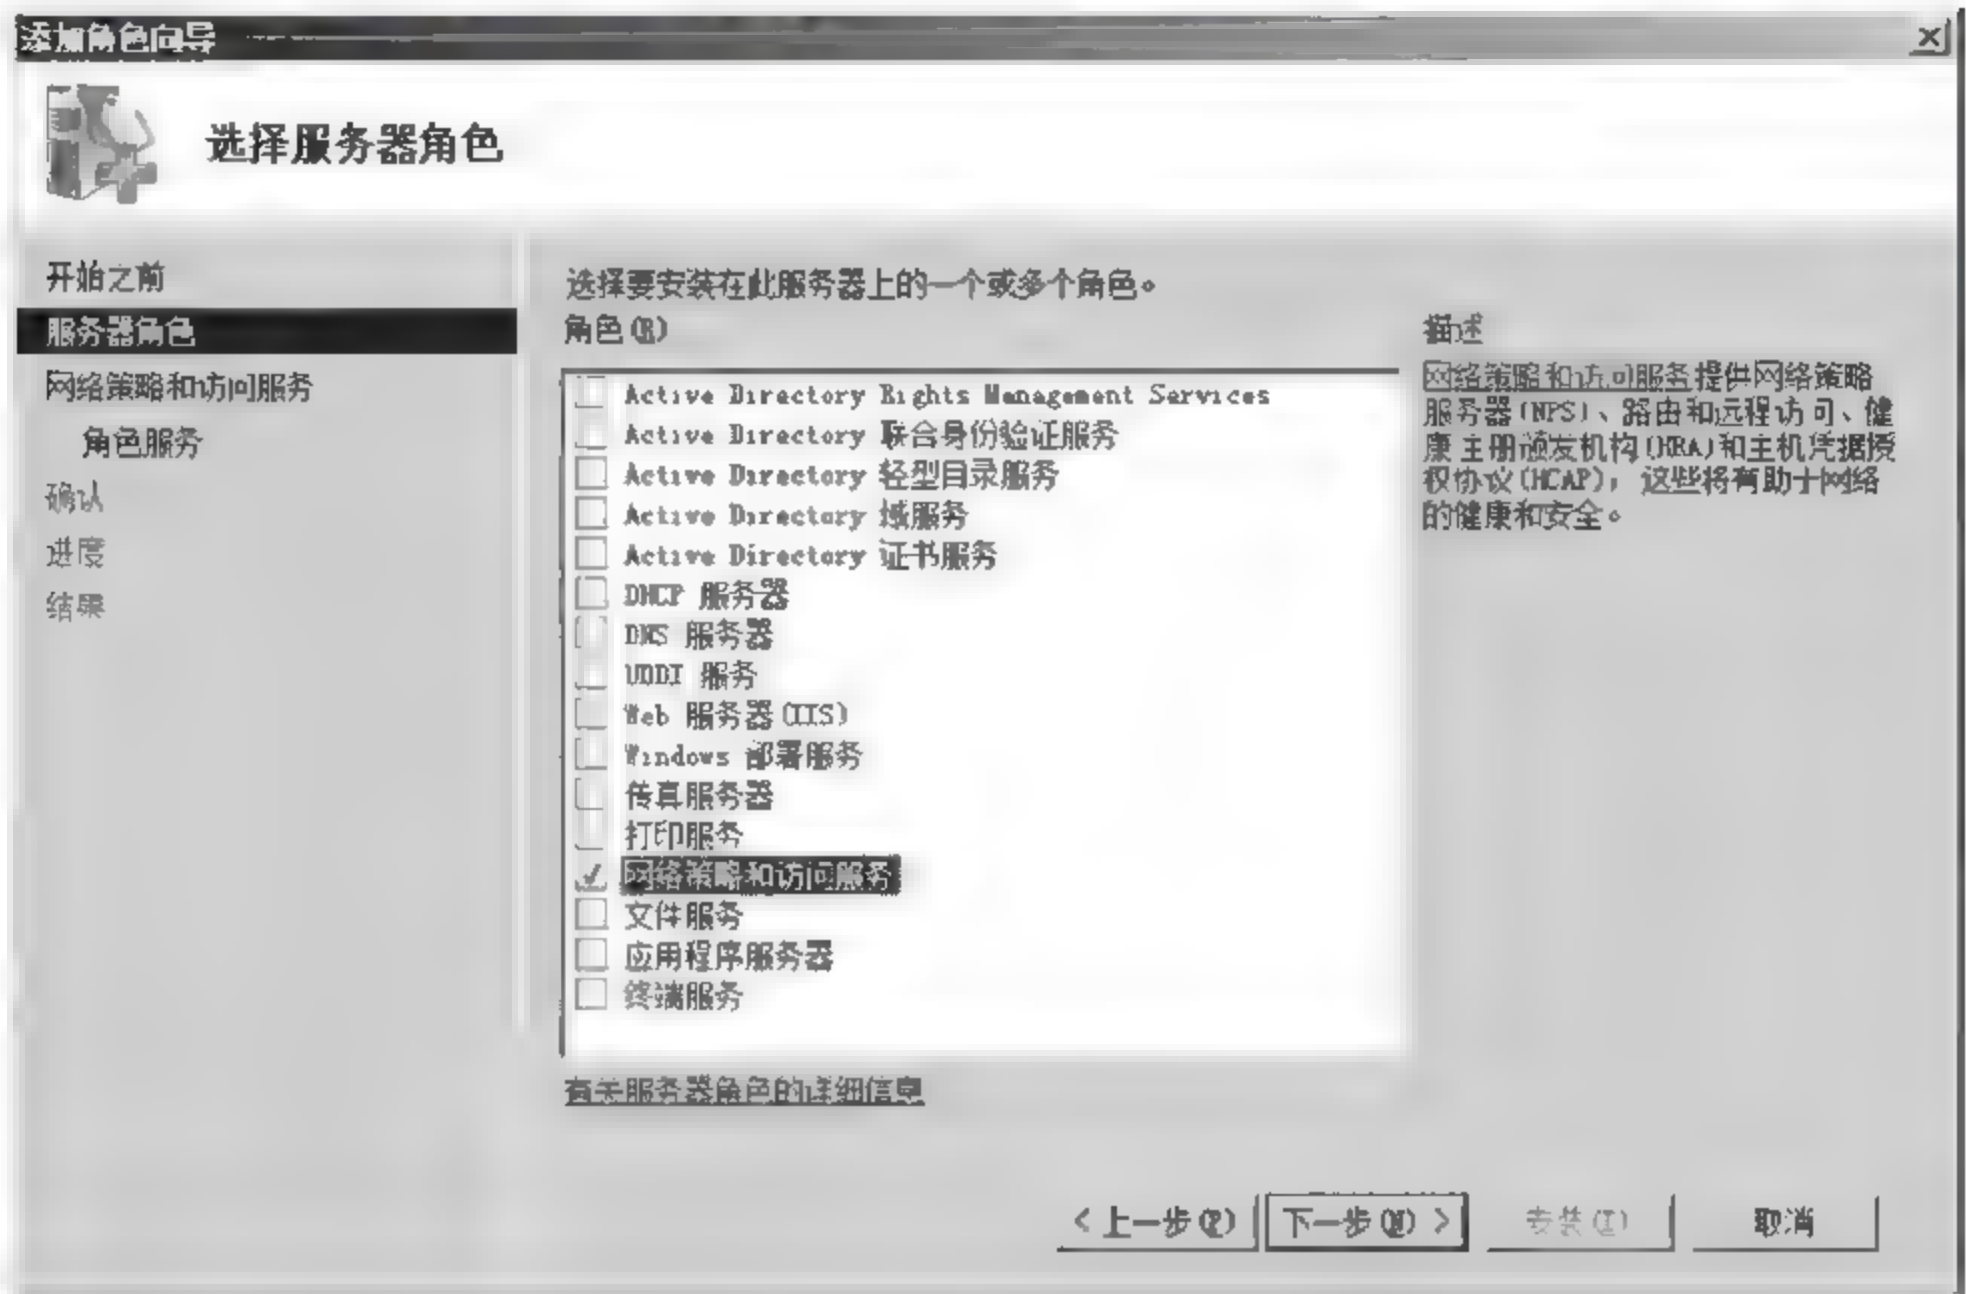 添加角色向导
选择服务器角色
开始之前
服务器角色
网络策略和访问服务
角色服务
确认
进度
结果
选择要安装在此服务器上的一个或多个角色。
角色(R)
Active Directory Rights Management Services
Active Directory 联合身份验证服务
Active Directory 轻型目录服务
Active Directory 域服务
Active Directory 证书服务
DHCP 服务器
DNS 服务器
UDDI 服务
Web 服务器(IIS)
Windows 部署服务
传真服务器
打印服务
网络策略和访问服务
文件服务
应用程序服务器
终端服务
有关服务器角色的详细信息
描述
网络策略和访问服务提供网络策略
服务器(NPS)、路由和远程访问、健
康注册颁发机构(HRA)和主机凭据授
权协议(HCAP)，这些将有助于网络
的健康和安全。
< 上一步(P)
下一步(N) >
安装(I)
取消